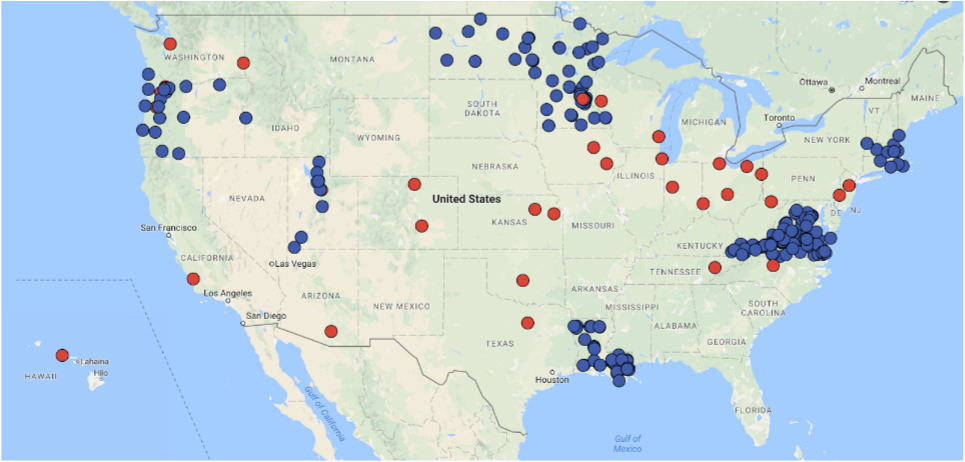 Ottawa
Montreal
WASHINGTON
MONTANA
MAINE
VT
Toronto
MICHIGAN
SOUTH
DAKOTA
IDAHO
WYOMING
NEW YORK
NEBRASKA
ILLINOIS
PENN
NEVADA
United States
KANSAS
MISSOURI
DE
NJ
San Francisco
KENTUCKY
CALIFORNIA
Las Vegas
TENNESSEE
Los Angeles
ARIZONA
NEW MEXICO
ARKANSAS
MISSISSIPPI
SOUTH
CAROLINA
San Diego
ALABAMA
GEORGIA
TEXAS
Lahaina
HAWAII
Hilo
Houston
FLORIDA
Gulf of California
Gulf of
Mexico